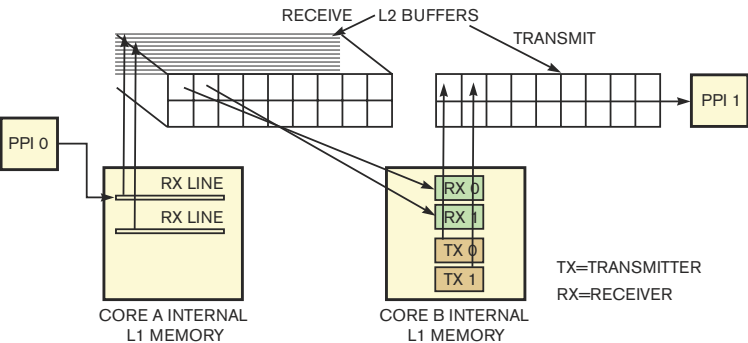 RECEIVE
L2 BUFFERS
TRANSMIT
PPI 1
PPI 0
RX LINE
RX LINE
RX 0
RX 1
TX 0
TX 1
TX=TRANSMITTER
RX=RECEIVER
CORE A INTERNAL
L1 MEMORY
CORE B INTERNAL
L1 MEMORY